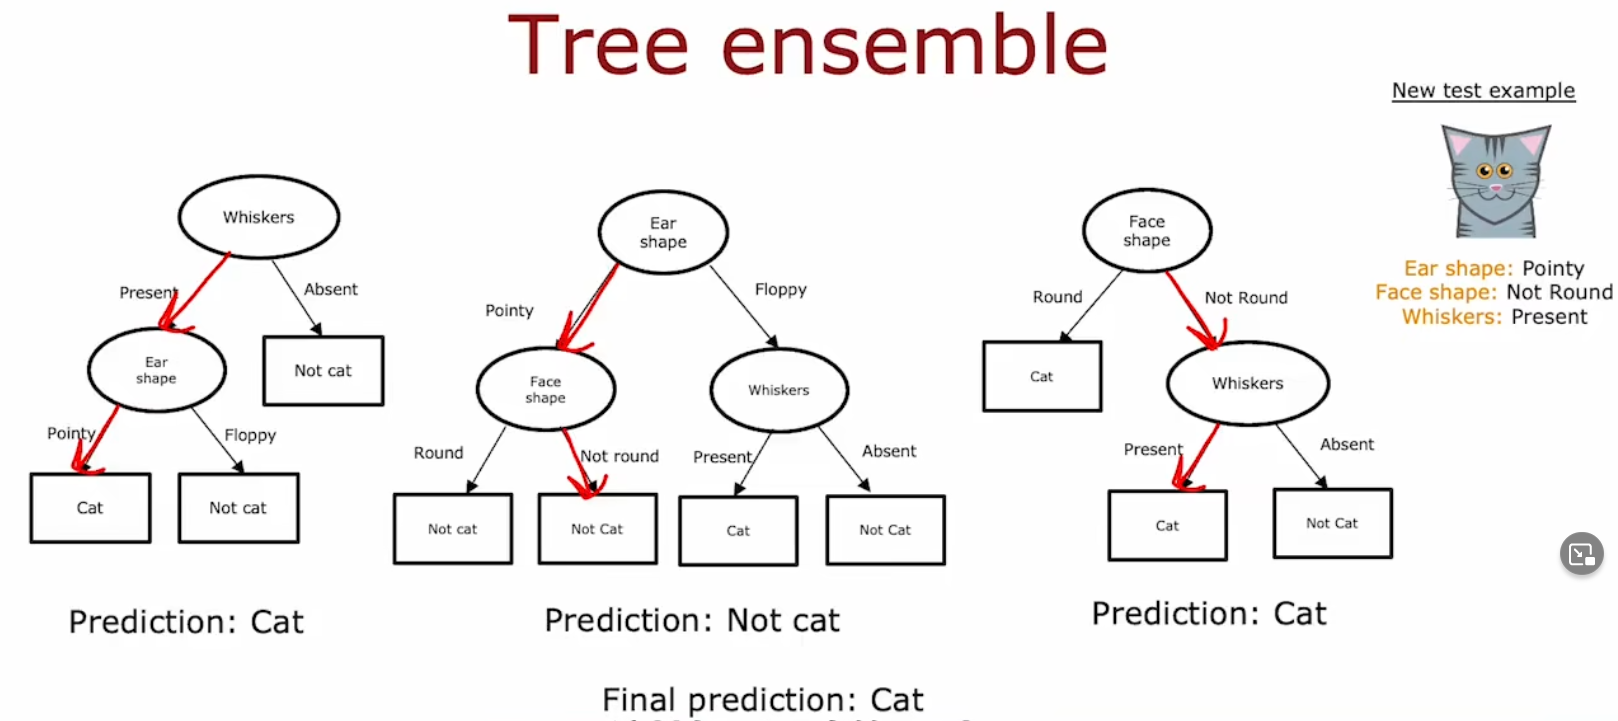 Tree ensemble
New test example
Ear shape: Pointy
Face shape: Not Round
Whiskers: Present
Whiskers
Present
Absent
Ear
shape
Not cat
Pointy
Floppy
Cat
Not cat
Prediction: Cat
Ear
shape
Pointy
Floppy
Face
shape
Whiskers
Round
Not round
Present
Absent
Not cat
Not Cat
Cat
Not Cat
Prediction: Not cat
Face
shape
Round
Not Round
Cat
Whiskers
Present
Absent
Cat
Not Cat
Prediction: Cat
Final prediction: Cat